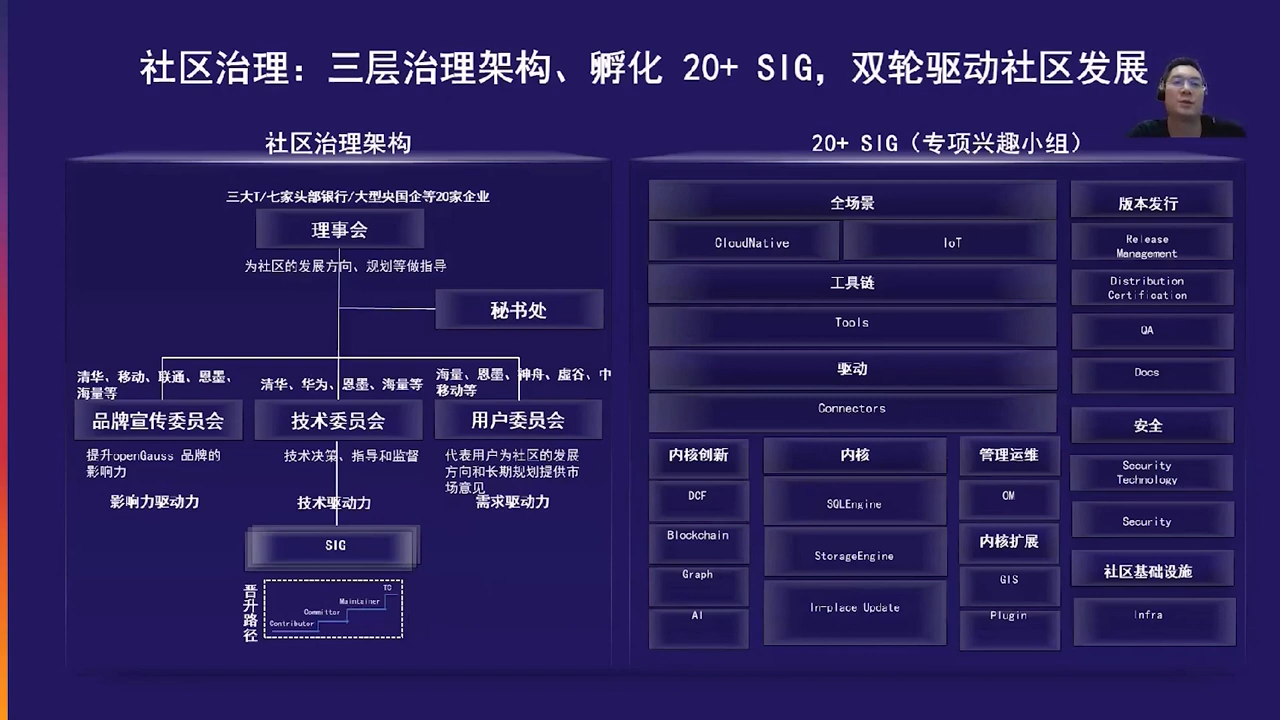 社区治理：三层治理架构、孵化 20+ SIG，双轮驱动社区发展
社区治理架构
三大T/七家头部银行/大型央国企等20家企业
理事会
为社区的发展方向、规划等做指导
秘书处
清华、移动、联通、恩墨、
海量等
品牌宣传委员会
提升openGauss 品牌的
影响力
影响力驱动力
清华、华为、恩墨、海量等
技术委员会
技术决策、指导和监督
技术驱动力
海量、恩墨、神舟、虚谷、中
移动等
用户委员会
代表用户为社区的发展
方向和长期规划提供市
场意见
需求驱动力
SIG
晋升路径
TC
Maintainer
Committer
Contributor
20+ SIG（专项兴趣小组）
全场景
CloudNative
IoT
工具链
Tools
驱动
Connectors
内核创新
DCF
Blockchain
Graph
AI
内核
SQLEngine
StorageEngine
In-place Update
管理运维
OM
内核扩展
GIS
Plugin
版本发行
Release
Management
Distribution
Certification
QA
Docs
安全
Security
Technology
Security
社区基础设施
Infra